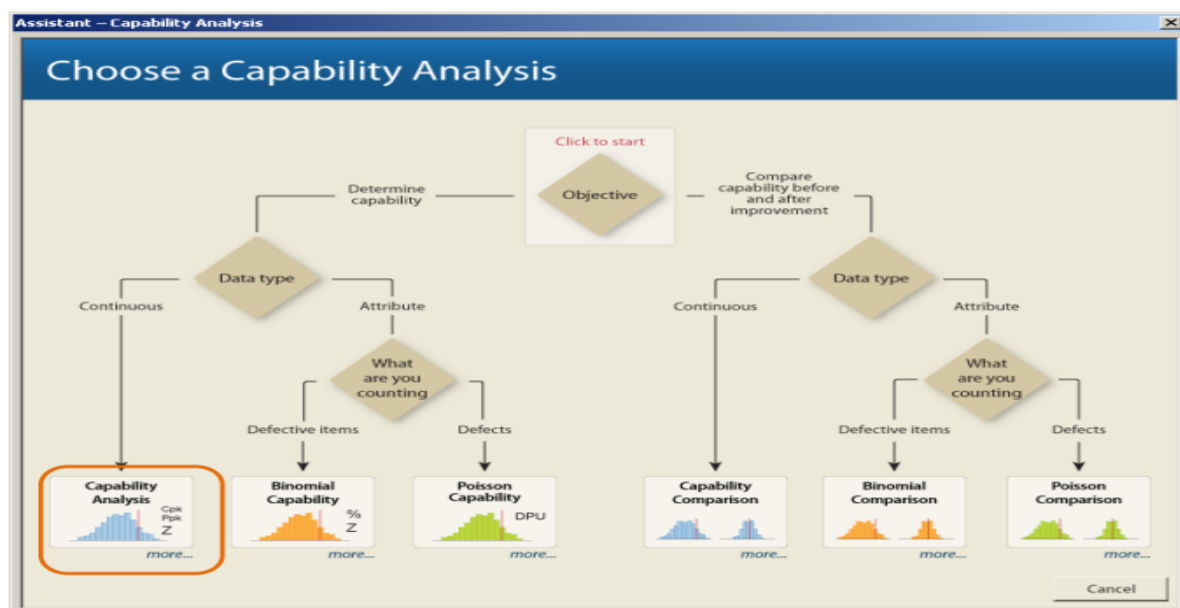 Assistant – Capability Analysis
Choose a Capability Analysis
Click to start
Objective
Determine
capability
Compare
capability before
and after
improvement
Data type
Data type
Continuous
Attribute
Continuous
Attribute
What
are you
counting
What
are you
counting
Defective items
Defects
Defective items
Defects
Capability
Analysis
Cpk
Ppk
Z
more...
Binomial
Capability
%
Z
more...
Poisson
Capability
DPU
more...
Capability
Comparison
more...
Binomial
Comparison
more...
Poisson
Comparison
more...
Cancel